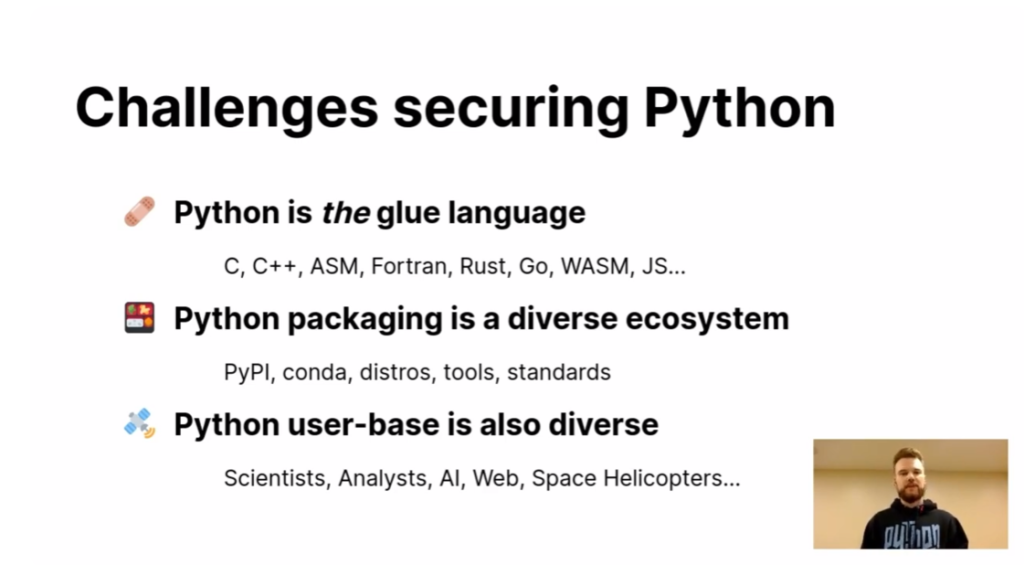 Challenges securing Python
Python is the glue language
C, C++, ASM, Fortran, Rust, Go, WASM, JS...
Python packaging is a diverse ecosystem
PyPI, conda, distros, tools, standards
Python user-base is also diverse
Scientists, Analysts, AI, Web, Space Helicopters...
python